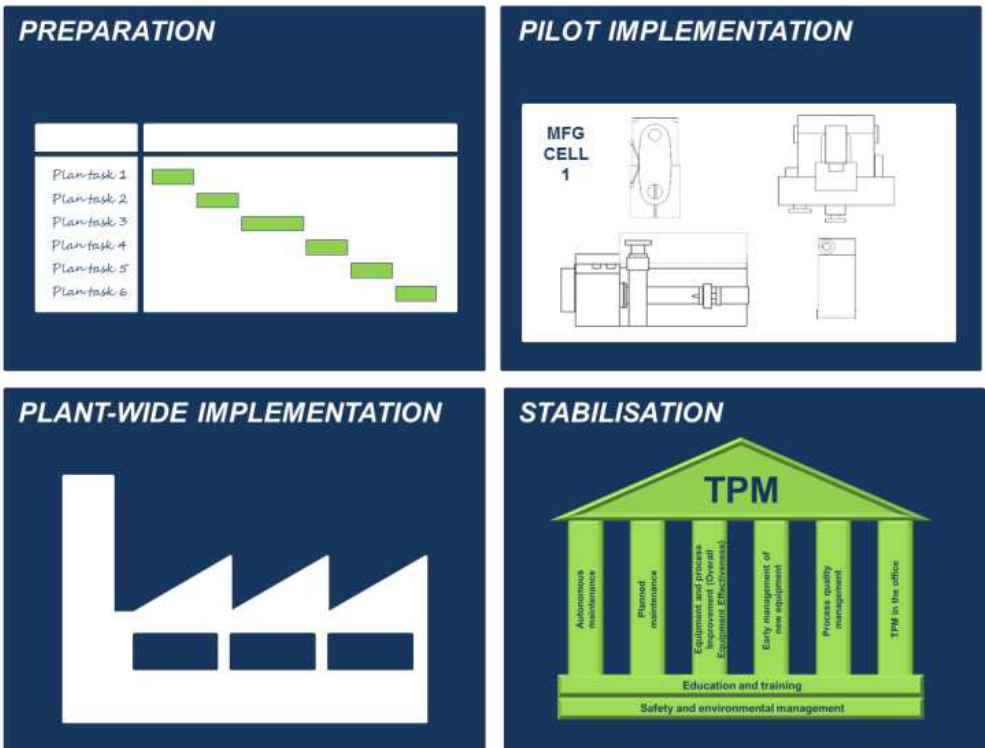 PREPARATION
Plan task 1
Plan task 2
Plan task 3
Plan task 4
Plan task 5
Plan task 6
PILOT IMPLEMENTATION
MFG
CELL
1
PLANT-WIDE IMPLEMENTATION
STABILISATION
TPM
Autonomous
maintenance
Planned
maintenance
Equipment and process
Improvement (Overall
Equipment Effectiveness)
Early management of
new equipment
Process quality
management
TPM in the office
Education and training
Safety and environmental management